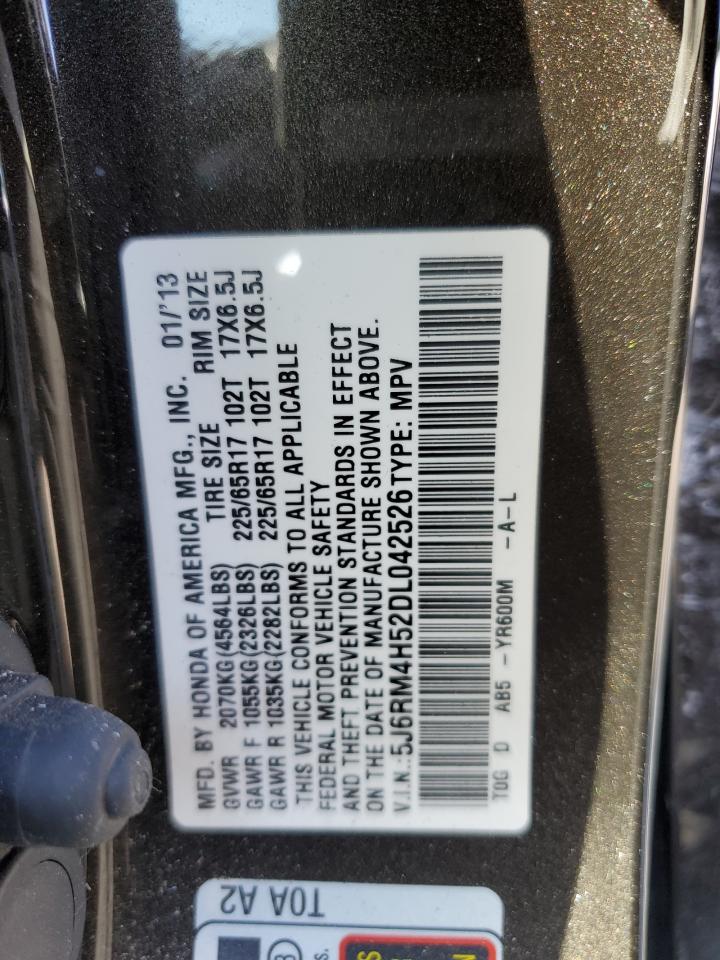 MFD. BY HONDA OF AMERICA MFG., INC. 01/'13
TIRE SIZE RIM SIZE
GVWR 2070KG(4564LBS)
GAWR F 1055KG(2326LBS) 225/65R17 102T 17X6.5J
GAWR R 1035KG(2282LBS) 225/65R17 102T 17X6.5J
THIS VEHICLE CONFORMS TO ALL APPLICABLE
FEDERAL MOTOR VEHICLE SAFETY
AND THEFT PREVENTION STANDARDS IN EFFECT
ON THE DATE OF MANUFACTURE SHOWN ABOVE.
V.I.N.:5J6RM4H52DL042526 TYPE: MPV
TOG D AB5 -YR600M -A-L
T0A A2